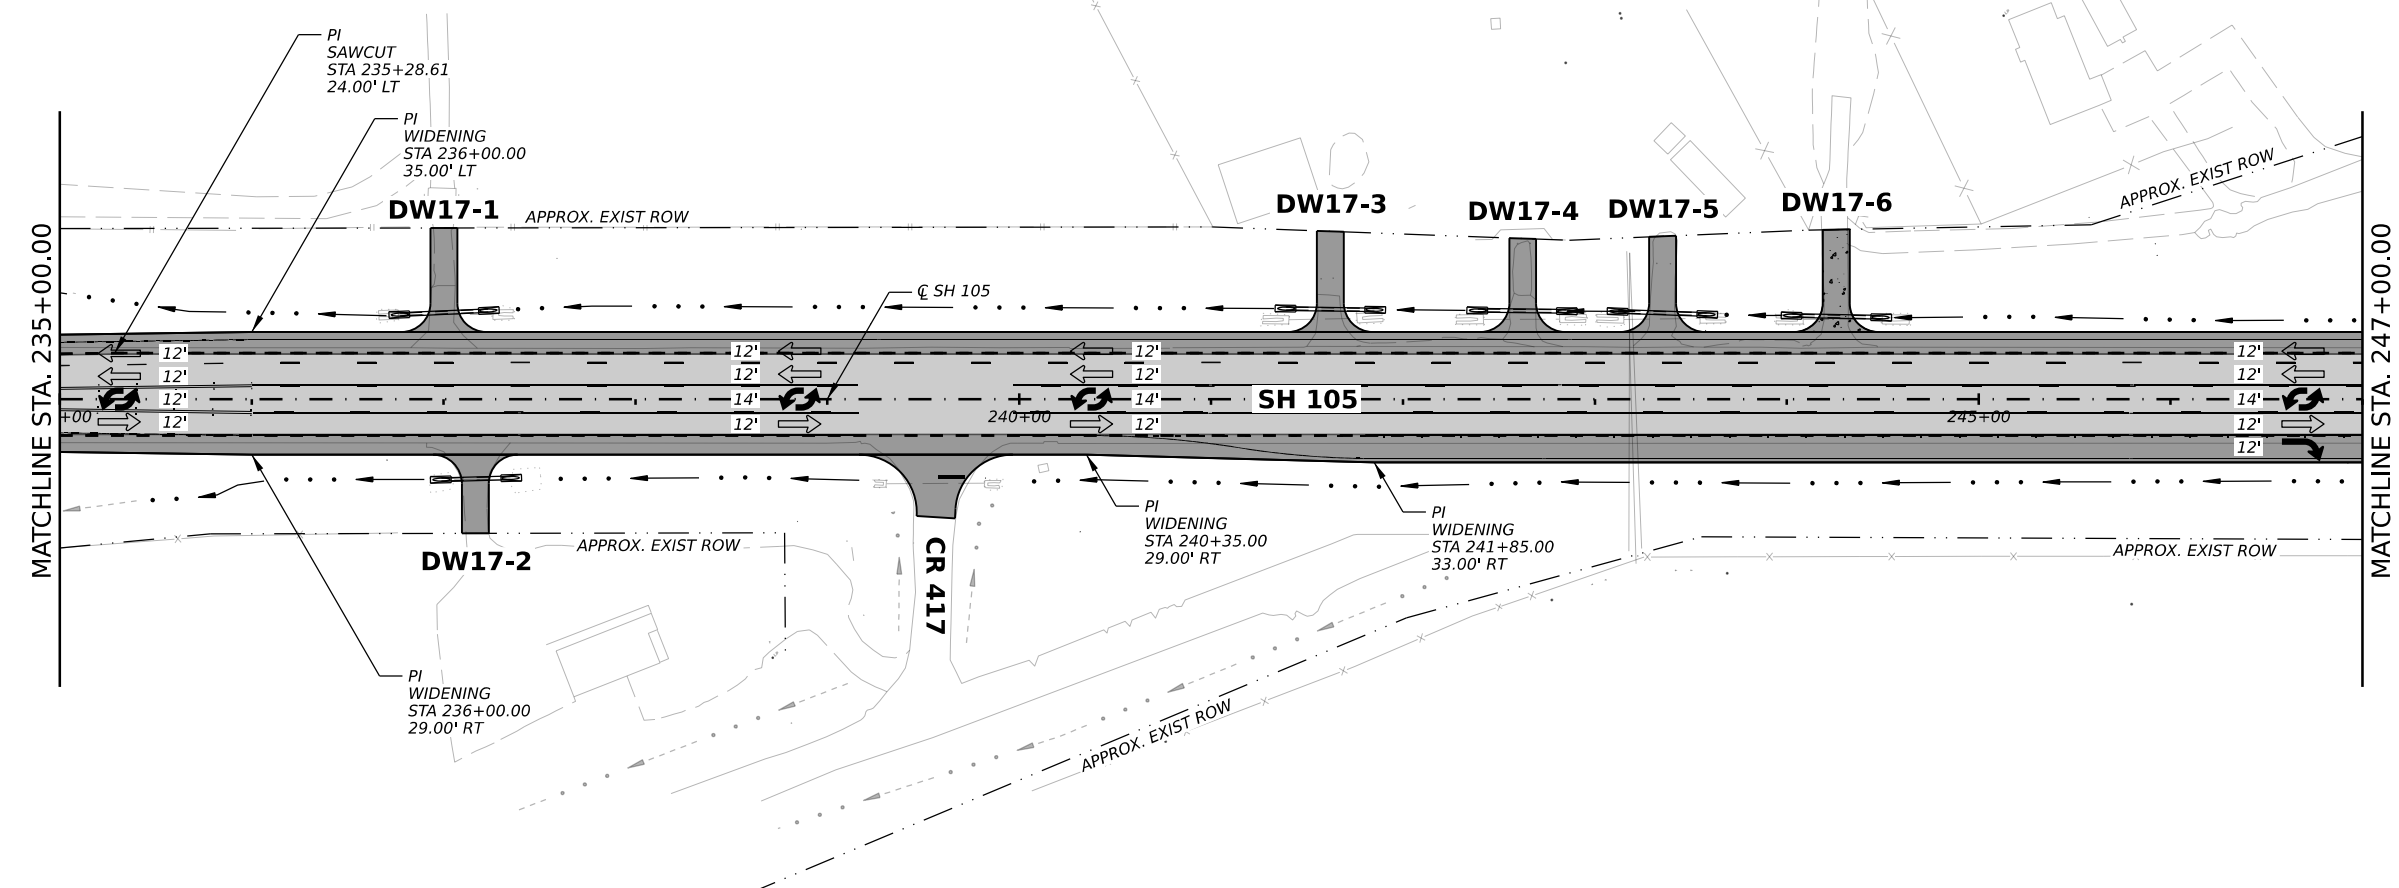 PI
SAWCUT
STA 235+28.61
24.00' LT
PI
WIDENING
STA 236+00.00
35.00' LT
MATCHLINE STA. 235+00.00
DW17-1
APPROX. EXIST ROW
DW17-3
DW17-4
DW17-5
DW17-6
APPROX. EXIST ROW
MATCHLINE STA. 247+00.00
℄ SH 105
12'
12'
12'
12'
12'
12'
14'
12'
12'
12'
14'
12'
SH 105
12'
12'
14'
12'
12'
+00
240+00
245+00
DW17-2
APPROX. EXIST ROW
CR 417
PI
WIDENING
STA 240+35.00
29.00' RT
PI
WIDENING
STA 241+85.00
33.00' RT
APPROX. EXIST ROW
PI
WIDENING
STA 236+00.00
29.00' RT
APPROX. EXIST ROW